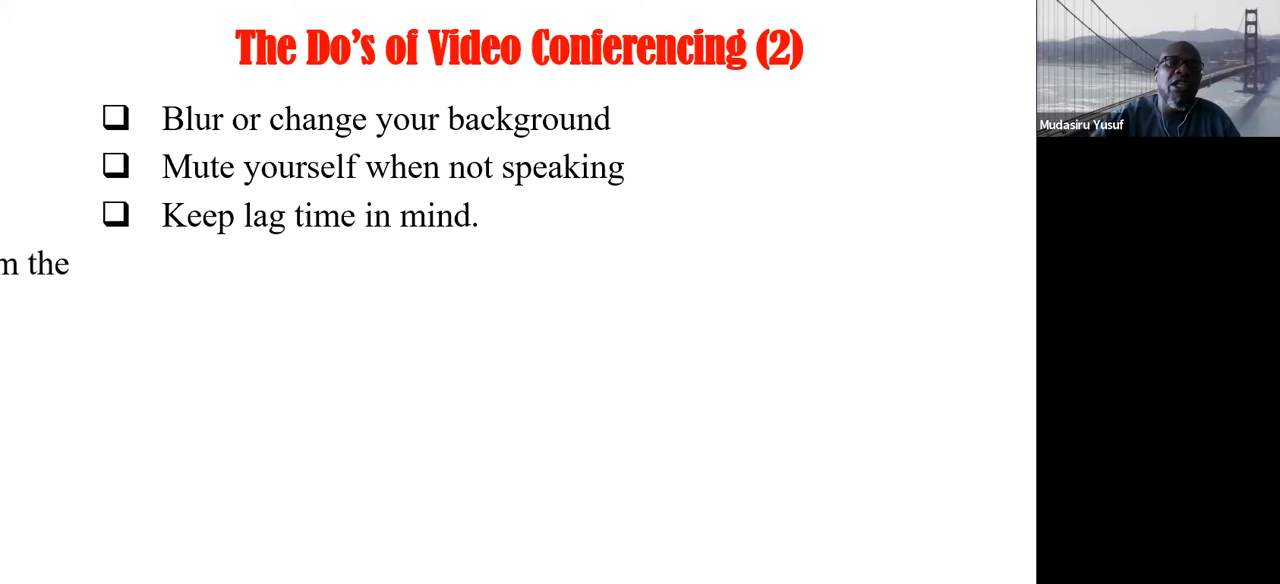 The Do's of Video Conferencing (2)
❑ Blur or change your background
❑ Mute yourself when not speaking
❑ Keep lag time in mind.
m the
Mudasiru Yusuf